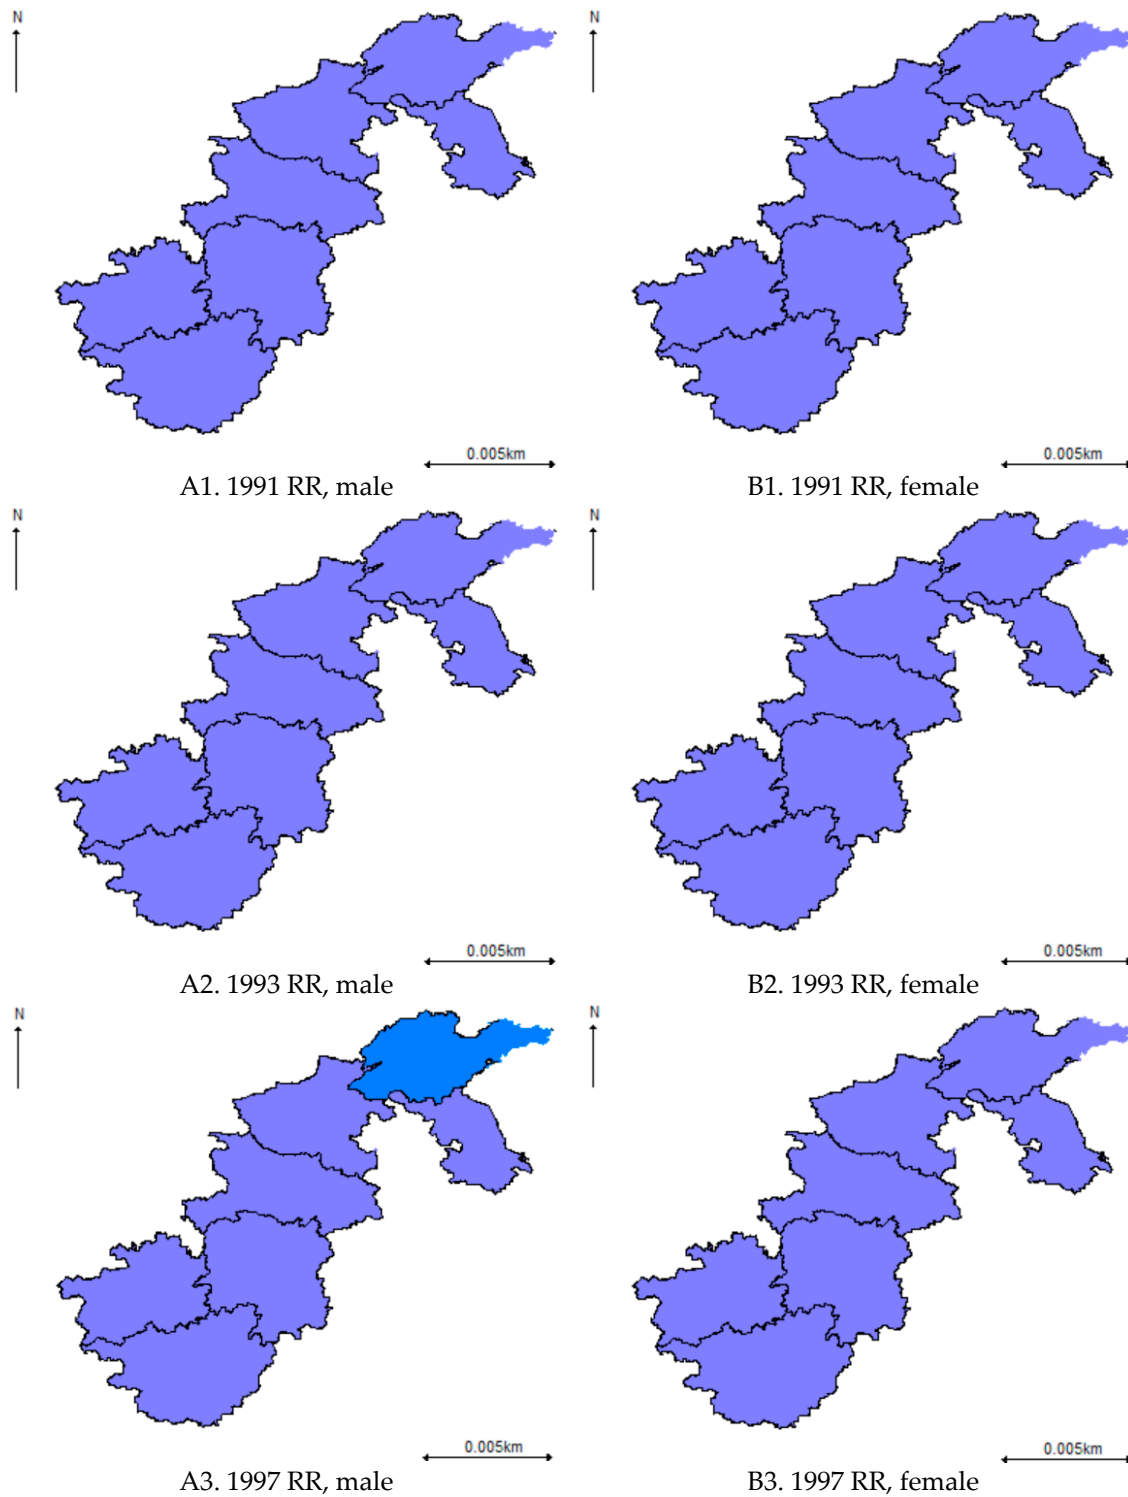 N
N
0.005km
0.005km
A1. 1991 RR, male
B1. 1991 RR, female
N
N
0.005km
0.005km
A2. 1993 RR, male
B2. 1993 RR, female
N
N
0.005km
0.005km
A3. 1997 RR, male
B3. 1997 RR, female